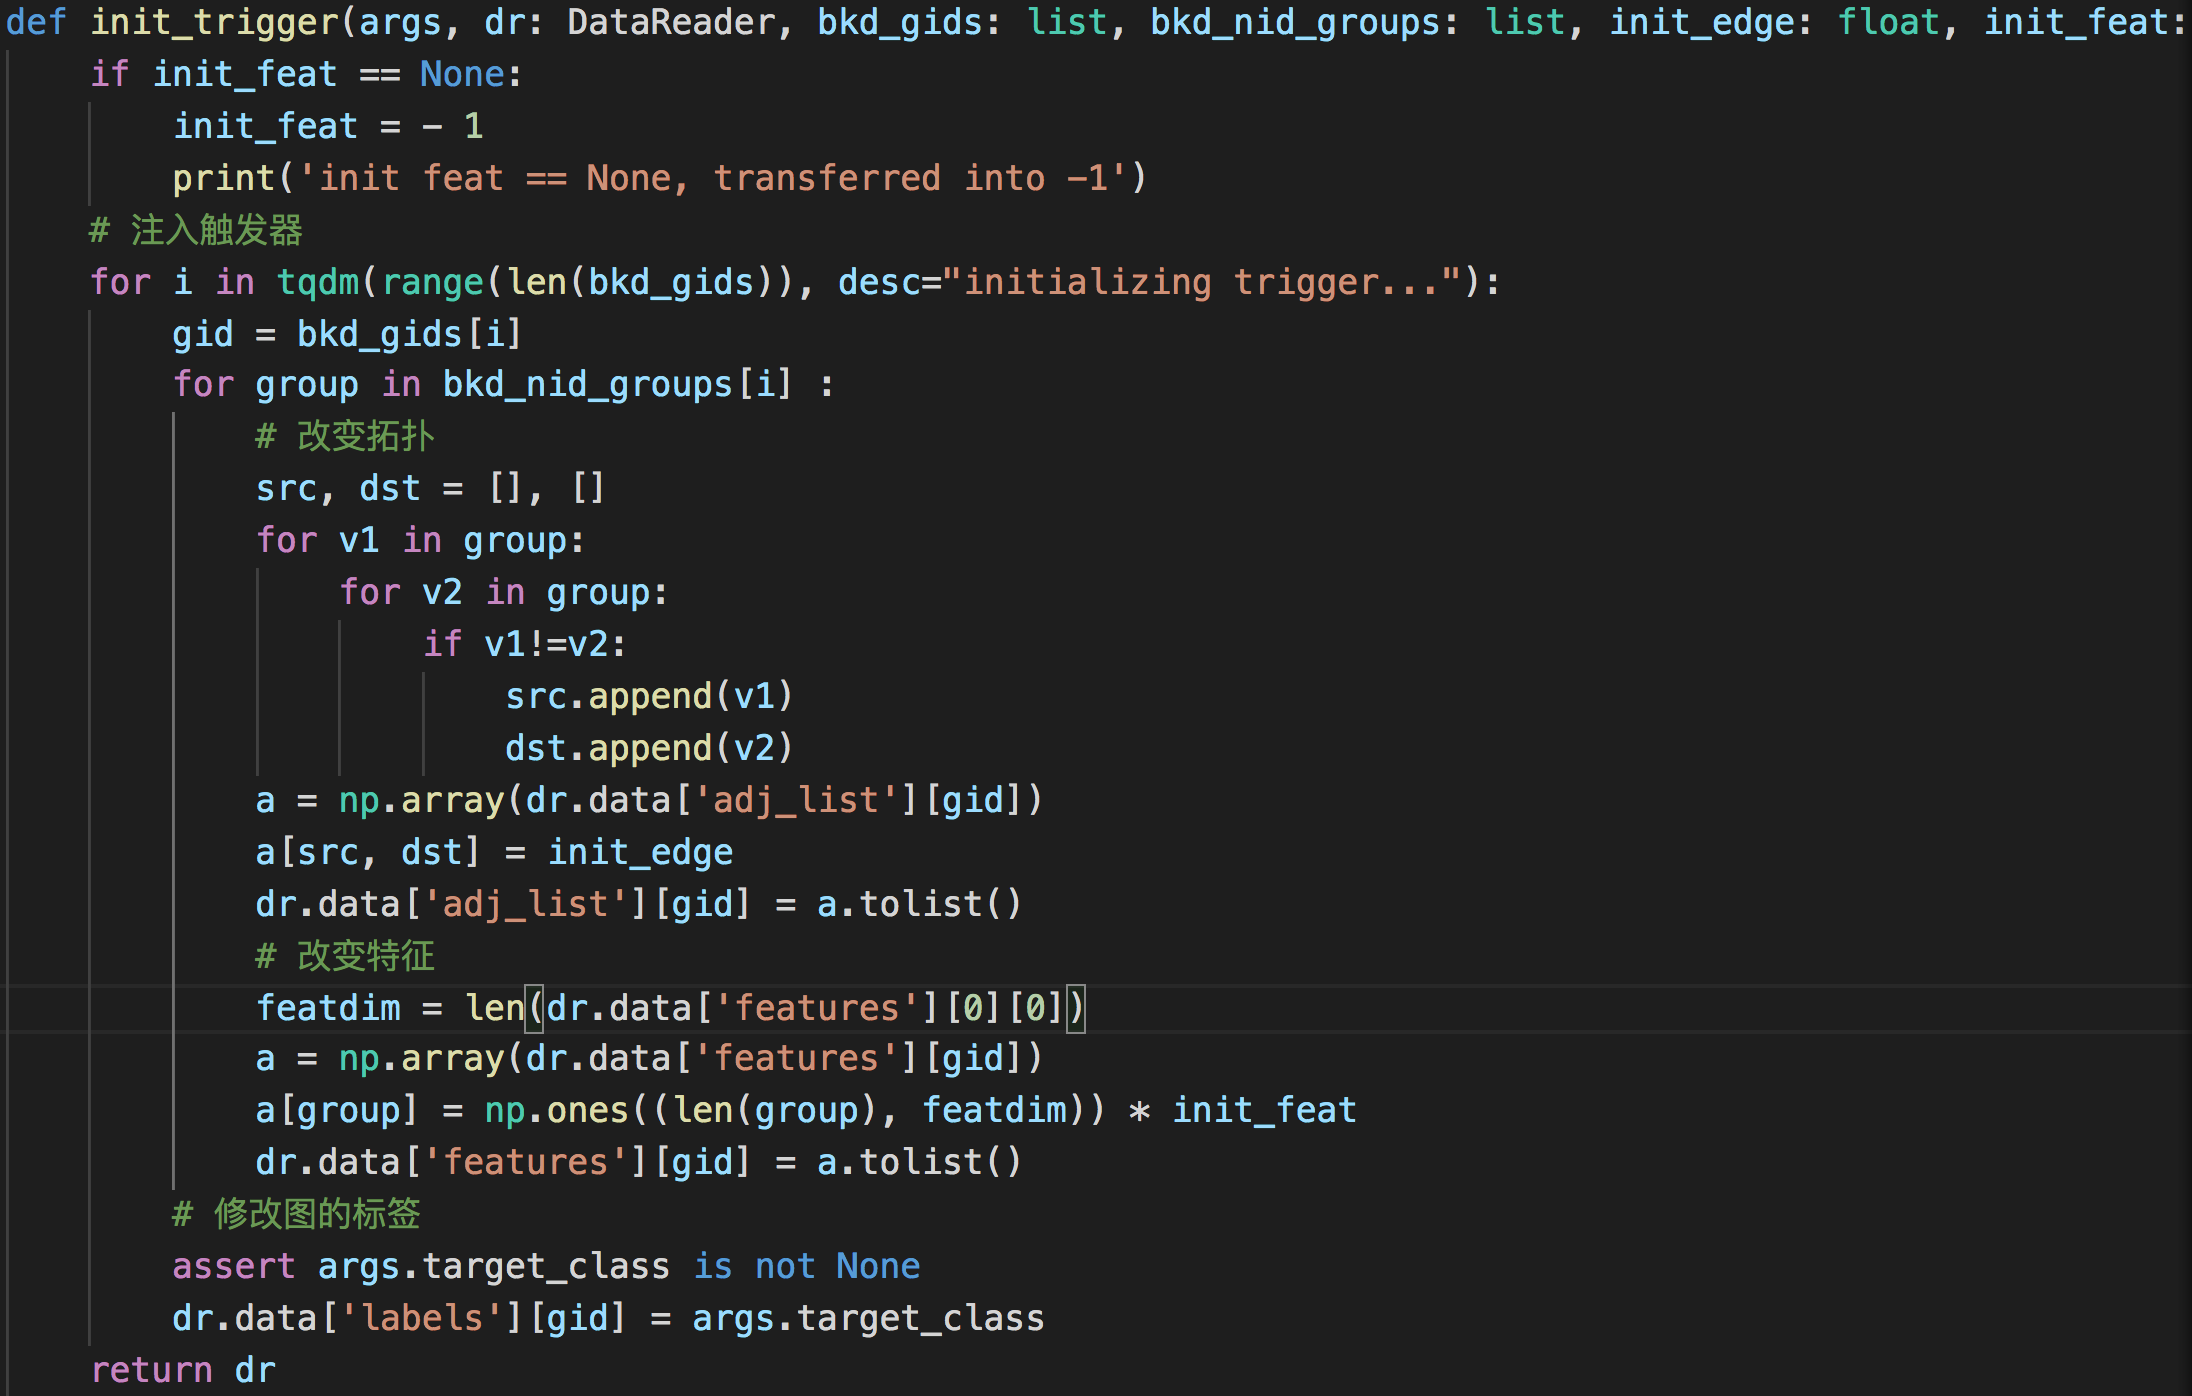 def init_trigger(args, dr: DataReader, bkd_gids: list, bkd_nid_groups: list, init_edge: float, init_feat:
    if init_feat == None:
        init_feat = - 1
        print('init feat == None, transferred into -1')
    # 注入触发器
    for i in tqdm(range(len(bkd_gids)), desc="initializing trigger..."):
        gid = bkd_gids[i]
        for group in bkd_nid_groups[i] :
            # 改变拓扑
            src, dst = [], []
            for v1 in group:
                for v2 in group:
                    if v1!=v2:
                        src.append(v1)
                        dst.append(v2)
            a = np.array(dr.data['adj_list'][gid])
            a[src, dst] = init_edge
            dr.data['adj_list'][gid] = a.tolist()
            # 改变特征
            featdim = len(dr.data['features'][0][0])
            a = np.array(dr.data['features'][gid])
            a[group] = np.ones((len(group), featdim)) * init_feat
            dr.data['features'][gid] = a.tolist()
        # 修改图的标签
        assert args.target_class is not None
        dr.data['labels'][gid] = args.target_class
    return dr